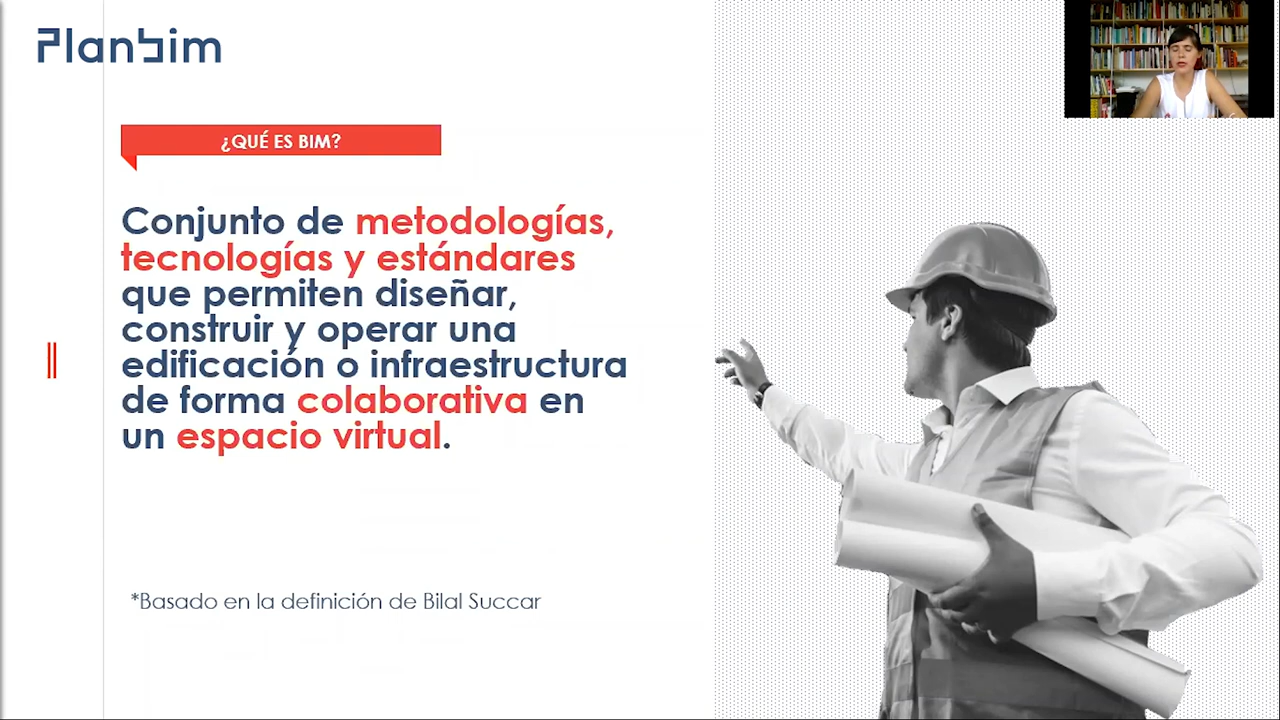 Planbim
¿QUÉ ES BIM?
Conjunto de metodologías,
tecnologías y estándares
que permiten diseñar,
construir y operar una
edificación o infraestructura
de forma colaborativa en
un espacio virtual.
*Basado en la definición de Bilal Succar